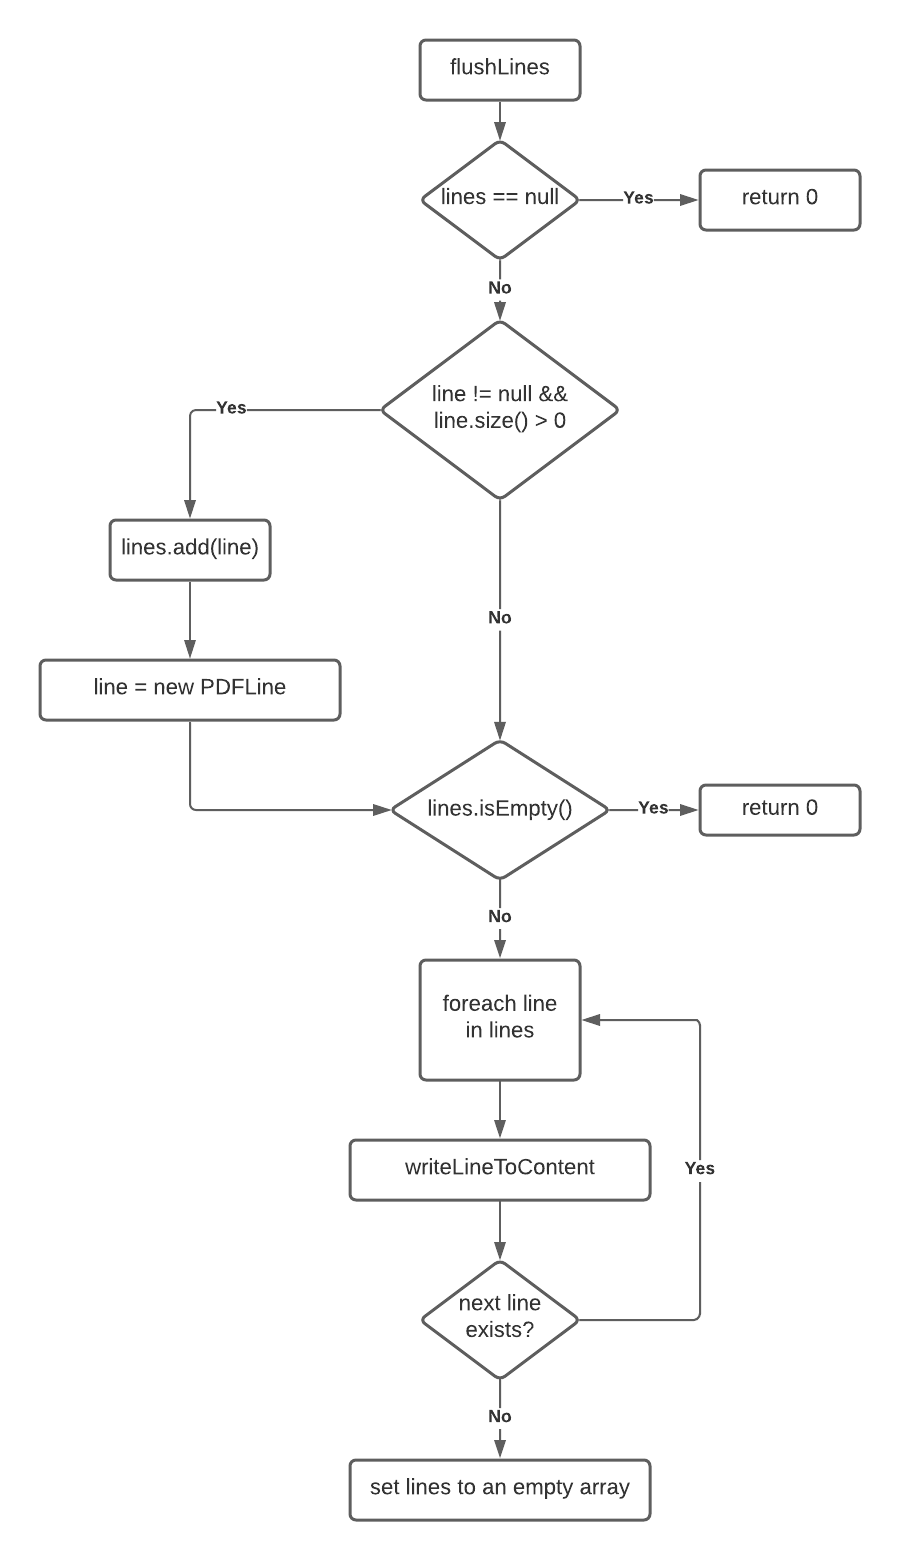 flushLines
lines == null
Yes
return 0
No
line != null &&
line.size() > 0
Yes
lines.add(line)
No
line = new PDFLine
lines.isEmpty()
Yes
return 0
No
foreach line
in lines
writeLineToContent
Yes
next line
exists?
No
set lines to an empty array